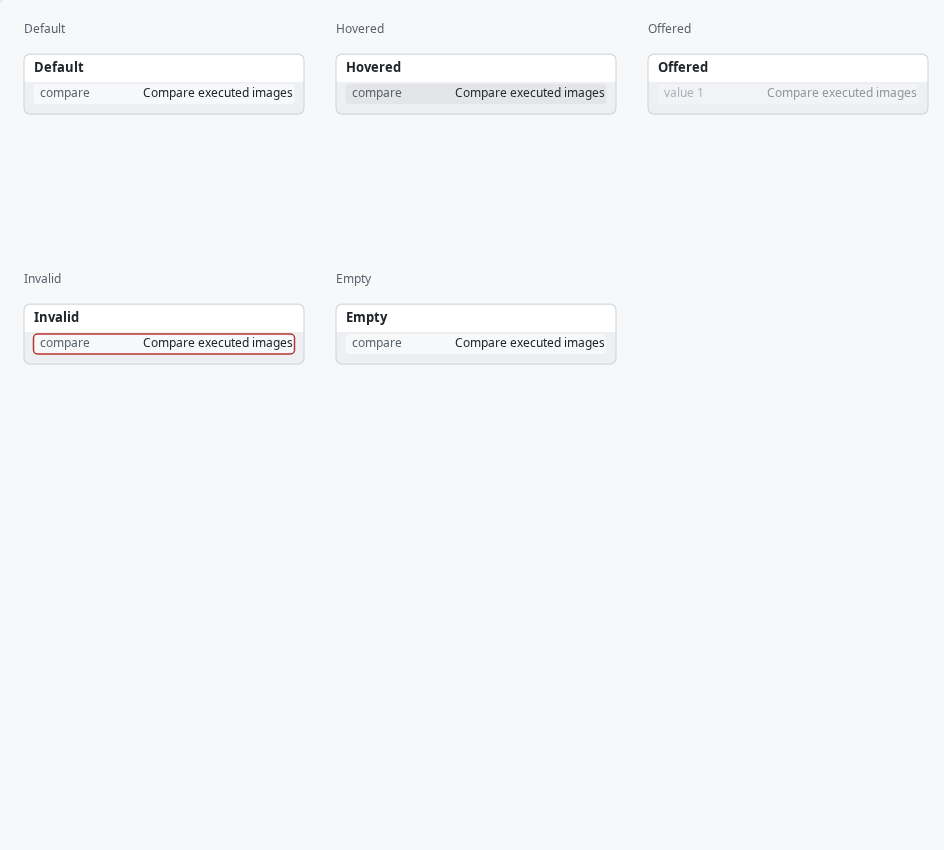 Default
Hovered
Offered
Default
Hovered
Offered
compare Compare executed images
compare Compare executed images
value 1 Compare executed images
Invalid
Empty
Invalid
Empty
compare Compare executed images
compare Compare executed images